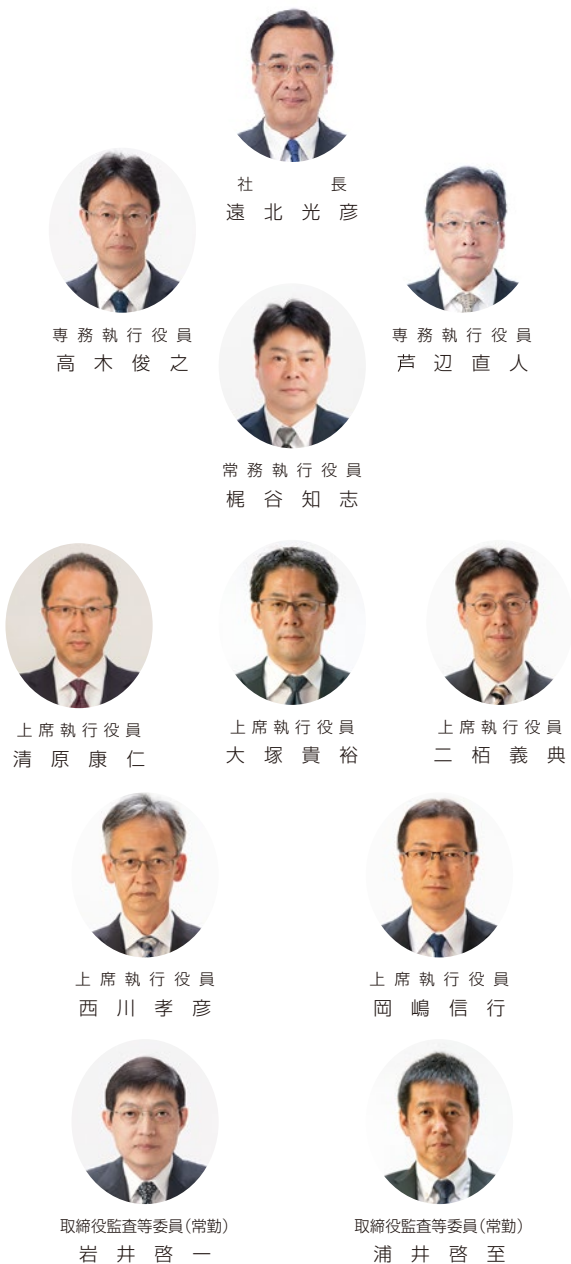 社長
遠北光彦
専務執行役員
高木俊之
専務執行役員
芦辺直人
常務執行役員
梶谷知志
上席執行役員
清原康仁
上席執行役員
大塚貴裕
上席執行役員
二栢義典
上席執行役員
西川孝彦
上席執行役員
岡嶋信行
取締役監査等委員(常勤)
岩井啓一
取締役監査等委員(常勤)
浦井啓至